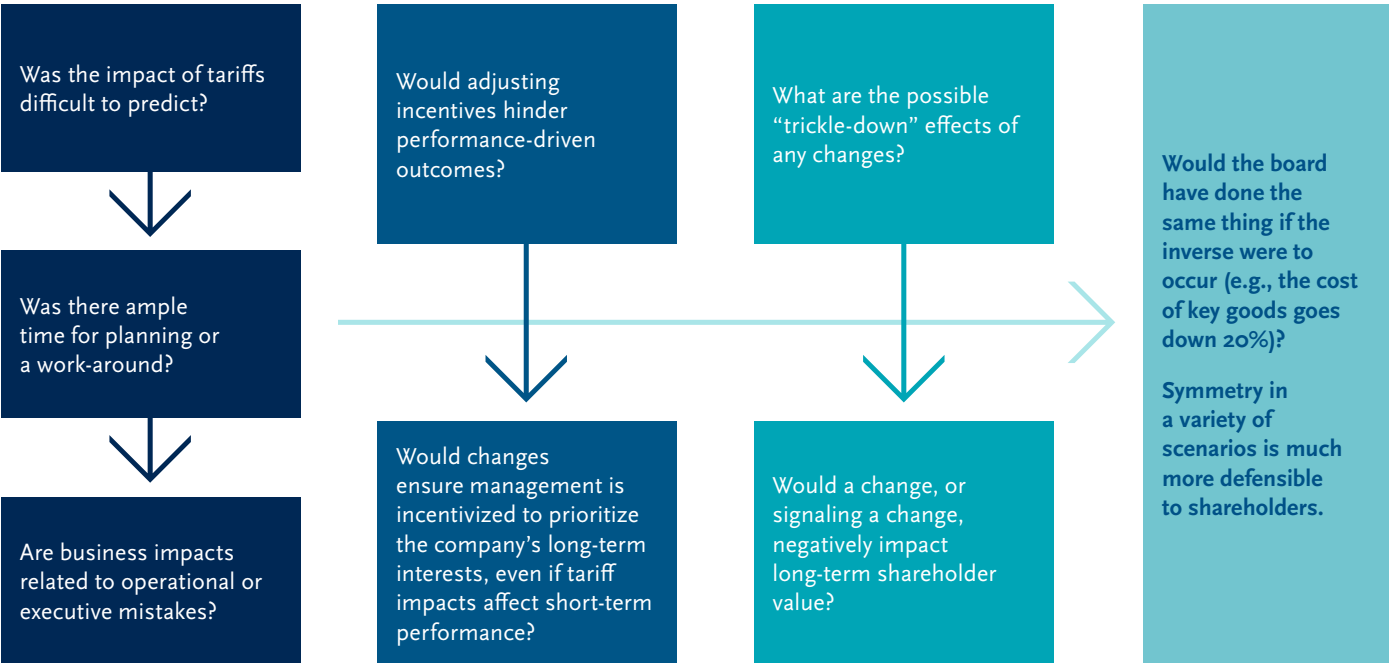 Was the impact of tariffs
difficult to predict?
Was there ample
time for planning or
a work-around?
Are business impacts
related to operational or
executive mistakes?
Would adjusting
incentives hinder
performance-driven
outcomes?
Would changes
ensure management is
incentivized to prioritize
the company’s long-term
interests, even if tariff
impacts affect short-term
performance?
What are the possible
“trickle-down” effects of
any changes?
Would a change, or
signaling a change,
negatively impact
long-term shareholder
value?
Would the board
have done the
same thing if the
inverse were to
occur (e.g., the cost
of key goods goes
down 20%)?
Symmetry in
a variety of
scenarios is much
more defensible
to shareholders.